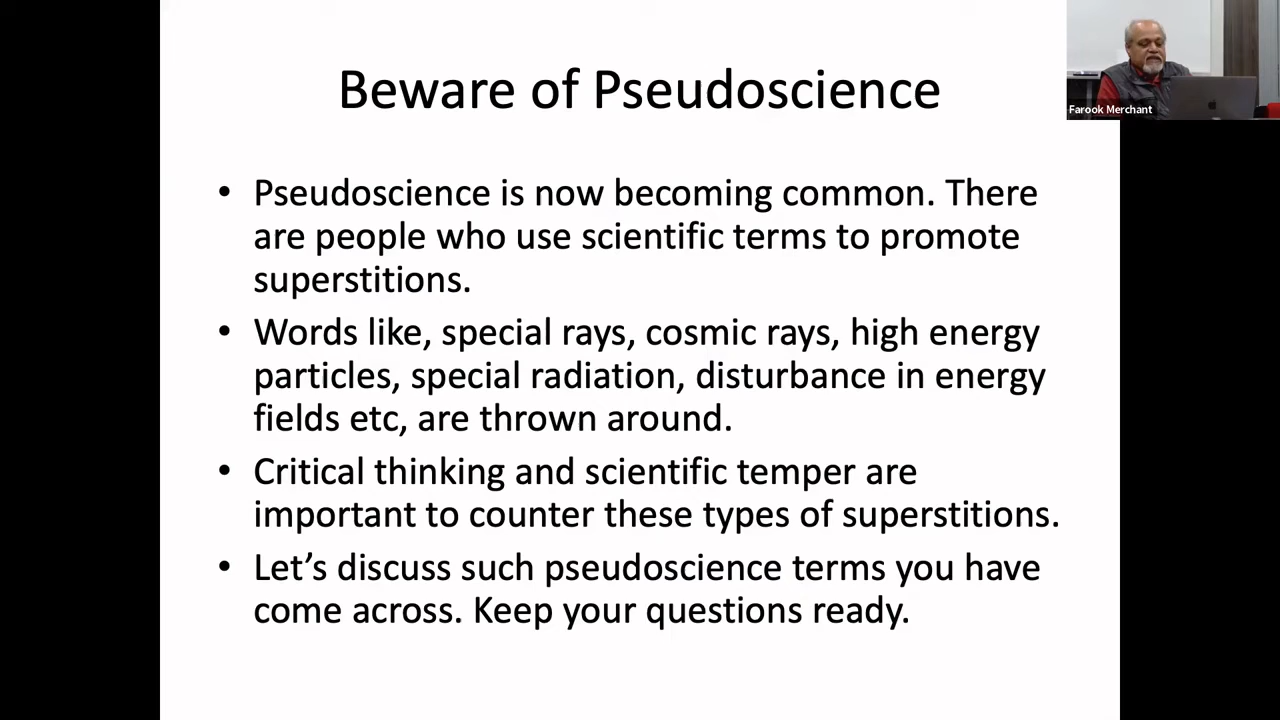 Beware of Pseudoscience
Farook Merchant
• Pseudoscience is now becoming common. There
are people who use scientific terms to promote
superstitions.
• Words like, special rays, cosmic rays, high energy
particles, special radiation, disturbance in energy
fields etc, are thrown around.
• Critical thinking and scientific temper are
important to counter these types of superstitions.
• Let’s discuss such pseudoscience terms you have
come across. Keep your questions ready.